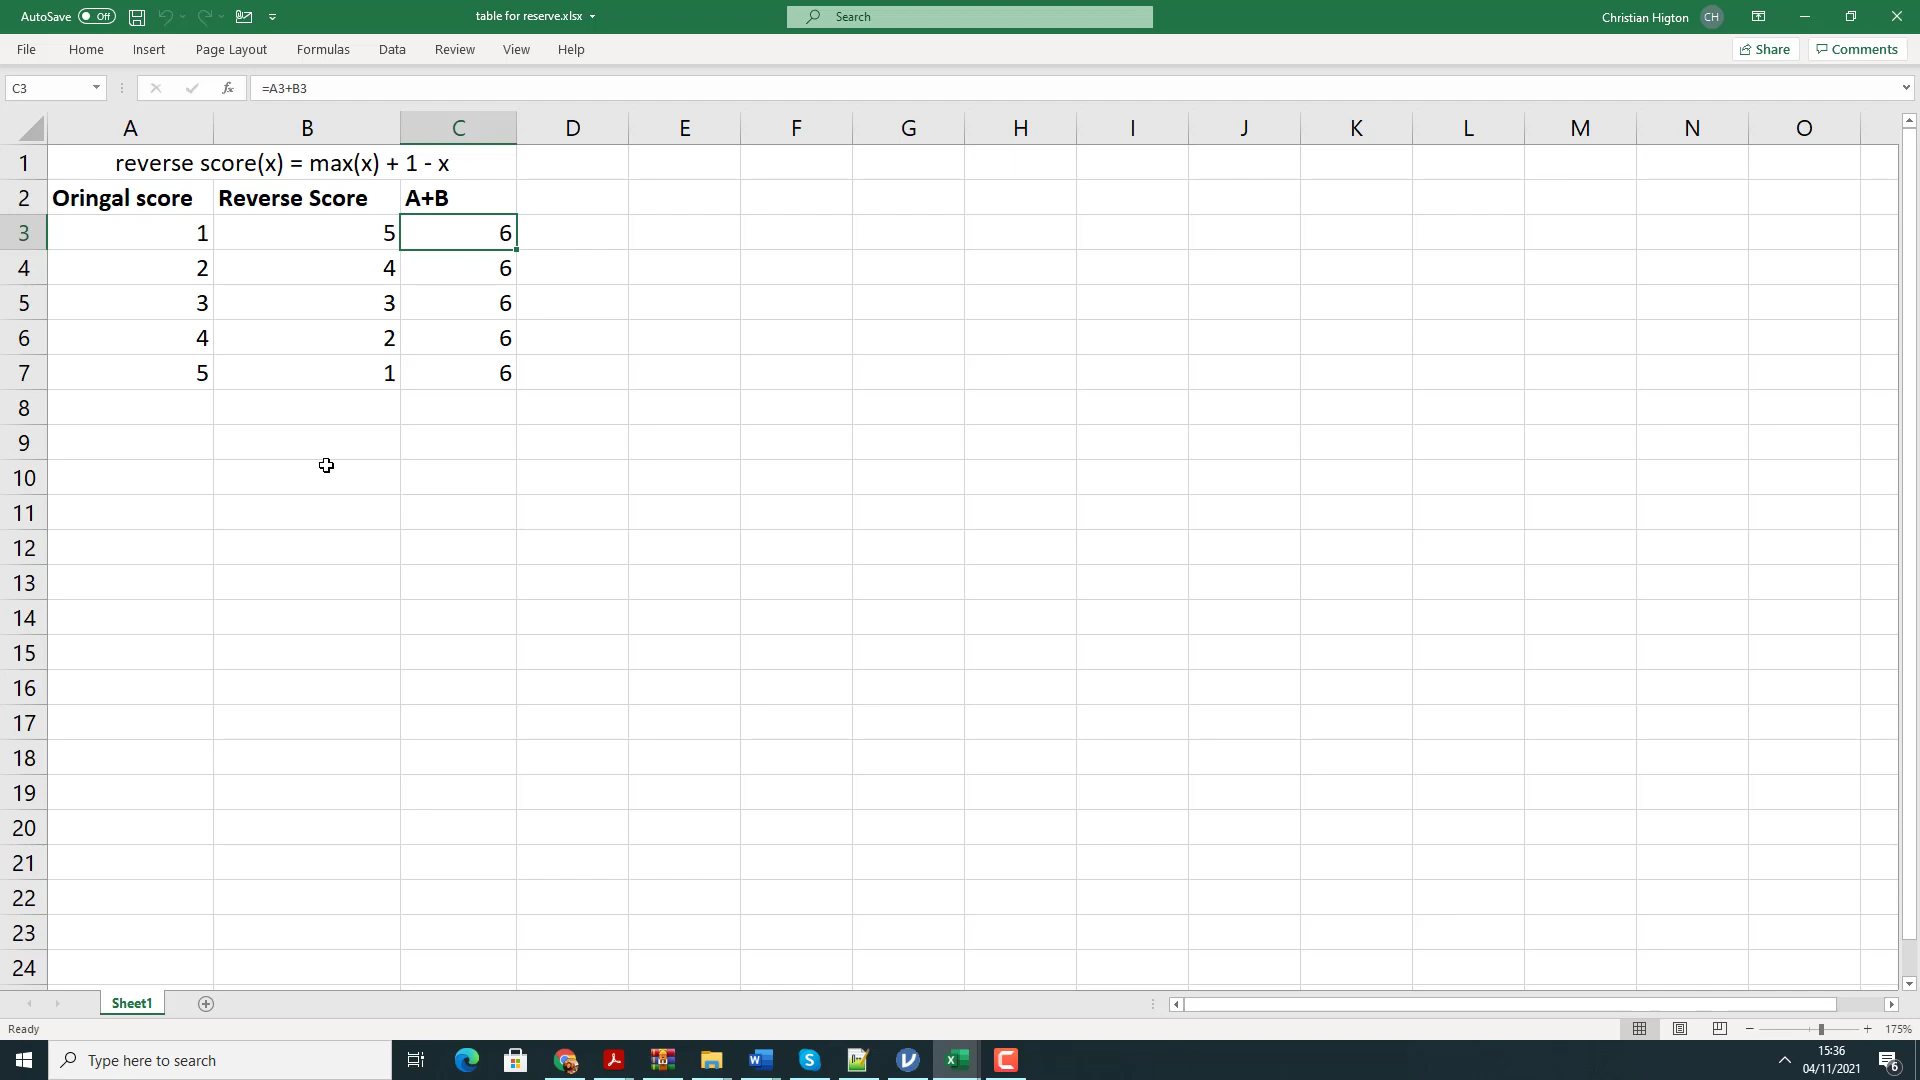 AutoSave Off table for reserve.xlsx Search Christian Higton CH
File Home Insert Page Layout Formulas Data Review View Help Share Comments
C3 fx =A3+B3
A B C D E F G H I J K L M N O
1 reverse score(x) = max(x) + 1 - x
2 Oringal score Reverse Score A+B
3 1 5 6
4 2 4 6
5 3 3 6
6 4 2 6
7 5 1 6
8
9
10
11
12
13
14
15
16
17
18
19
20
21
22
23
24
Sheet1
Ready 175%
Type here to search 15:36
04/11/2021 6